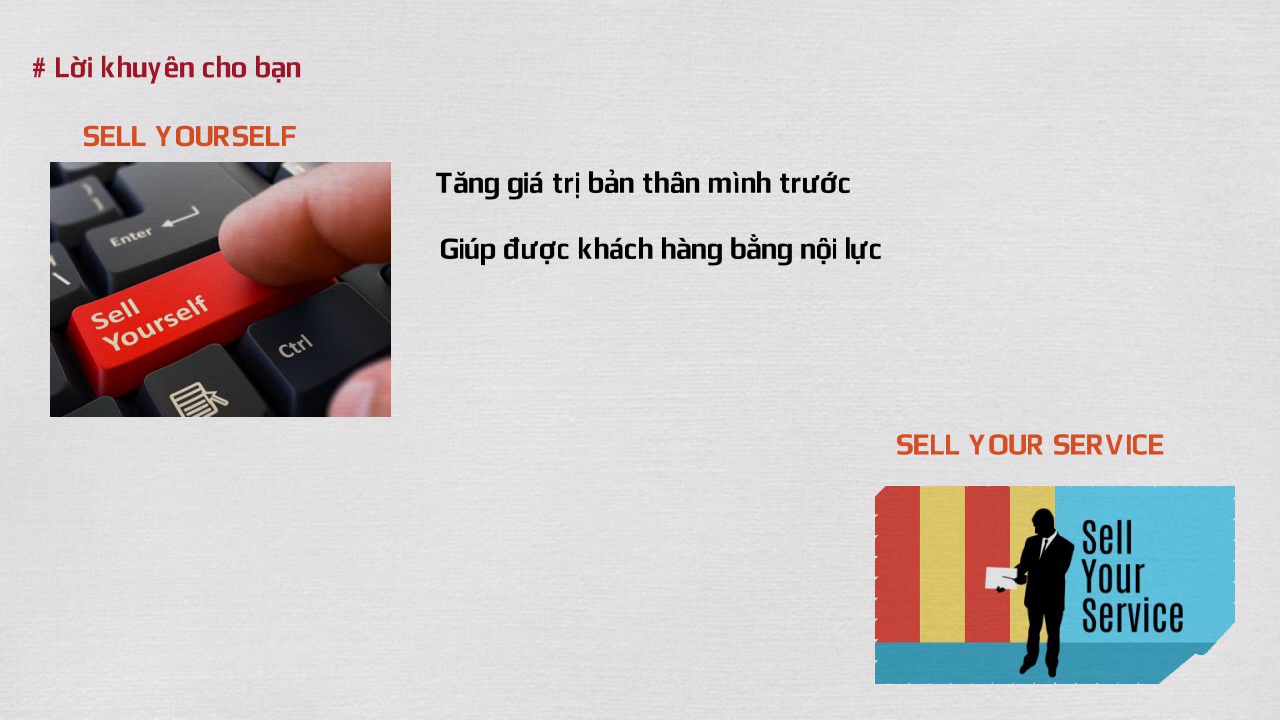 # Lời khuyên cho bạn
SELL YOURSELF
Tăng giá trị bản thân mình trước
Giúp được khách hàng bằng nội lực
Enter
Sell
Yourself
Ctrl
SELL YOUR SERVICE
Sell
Your
Service